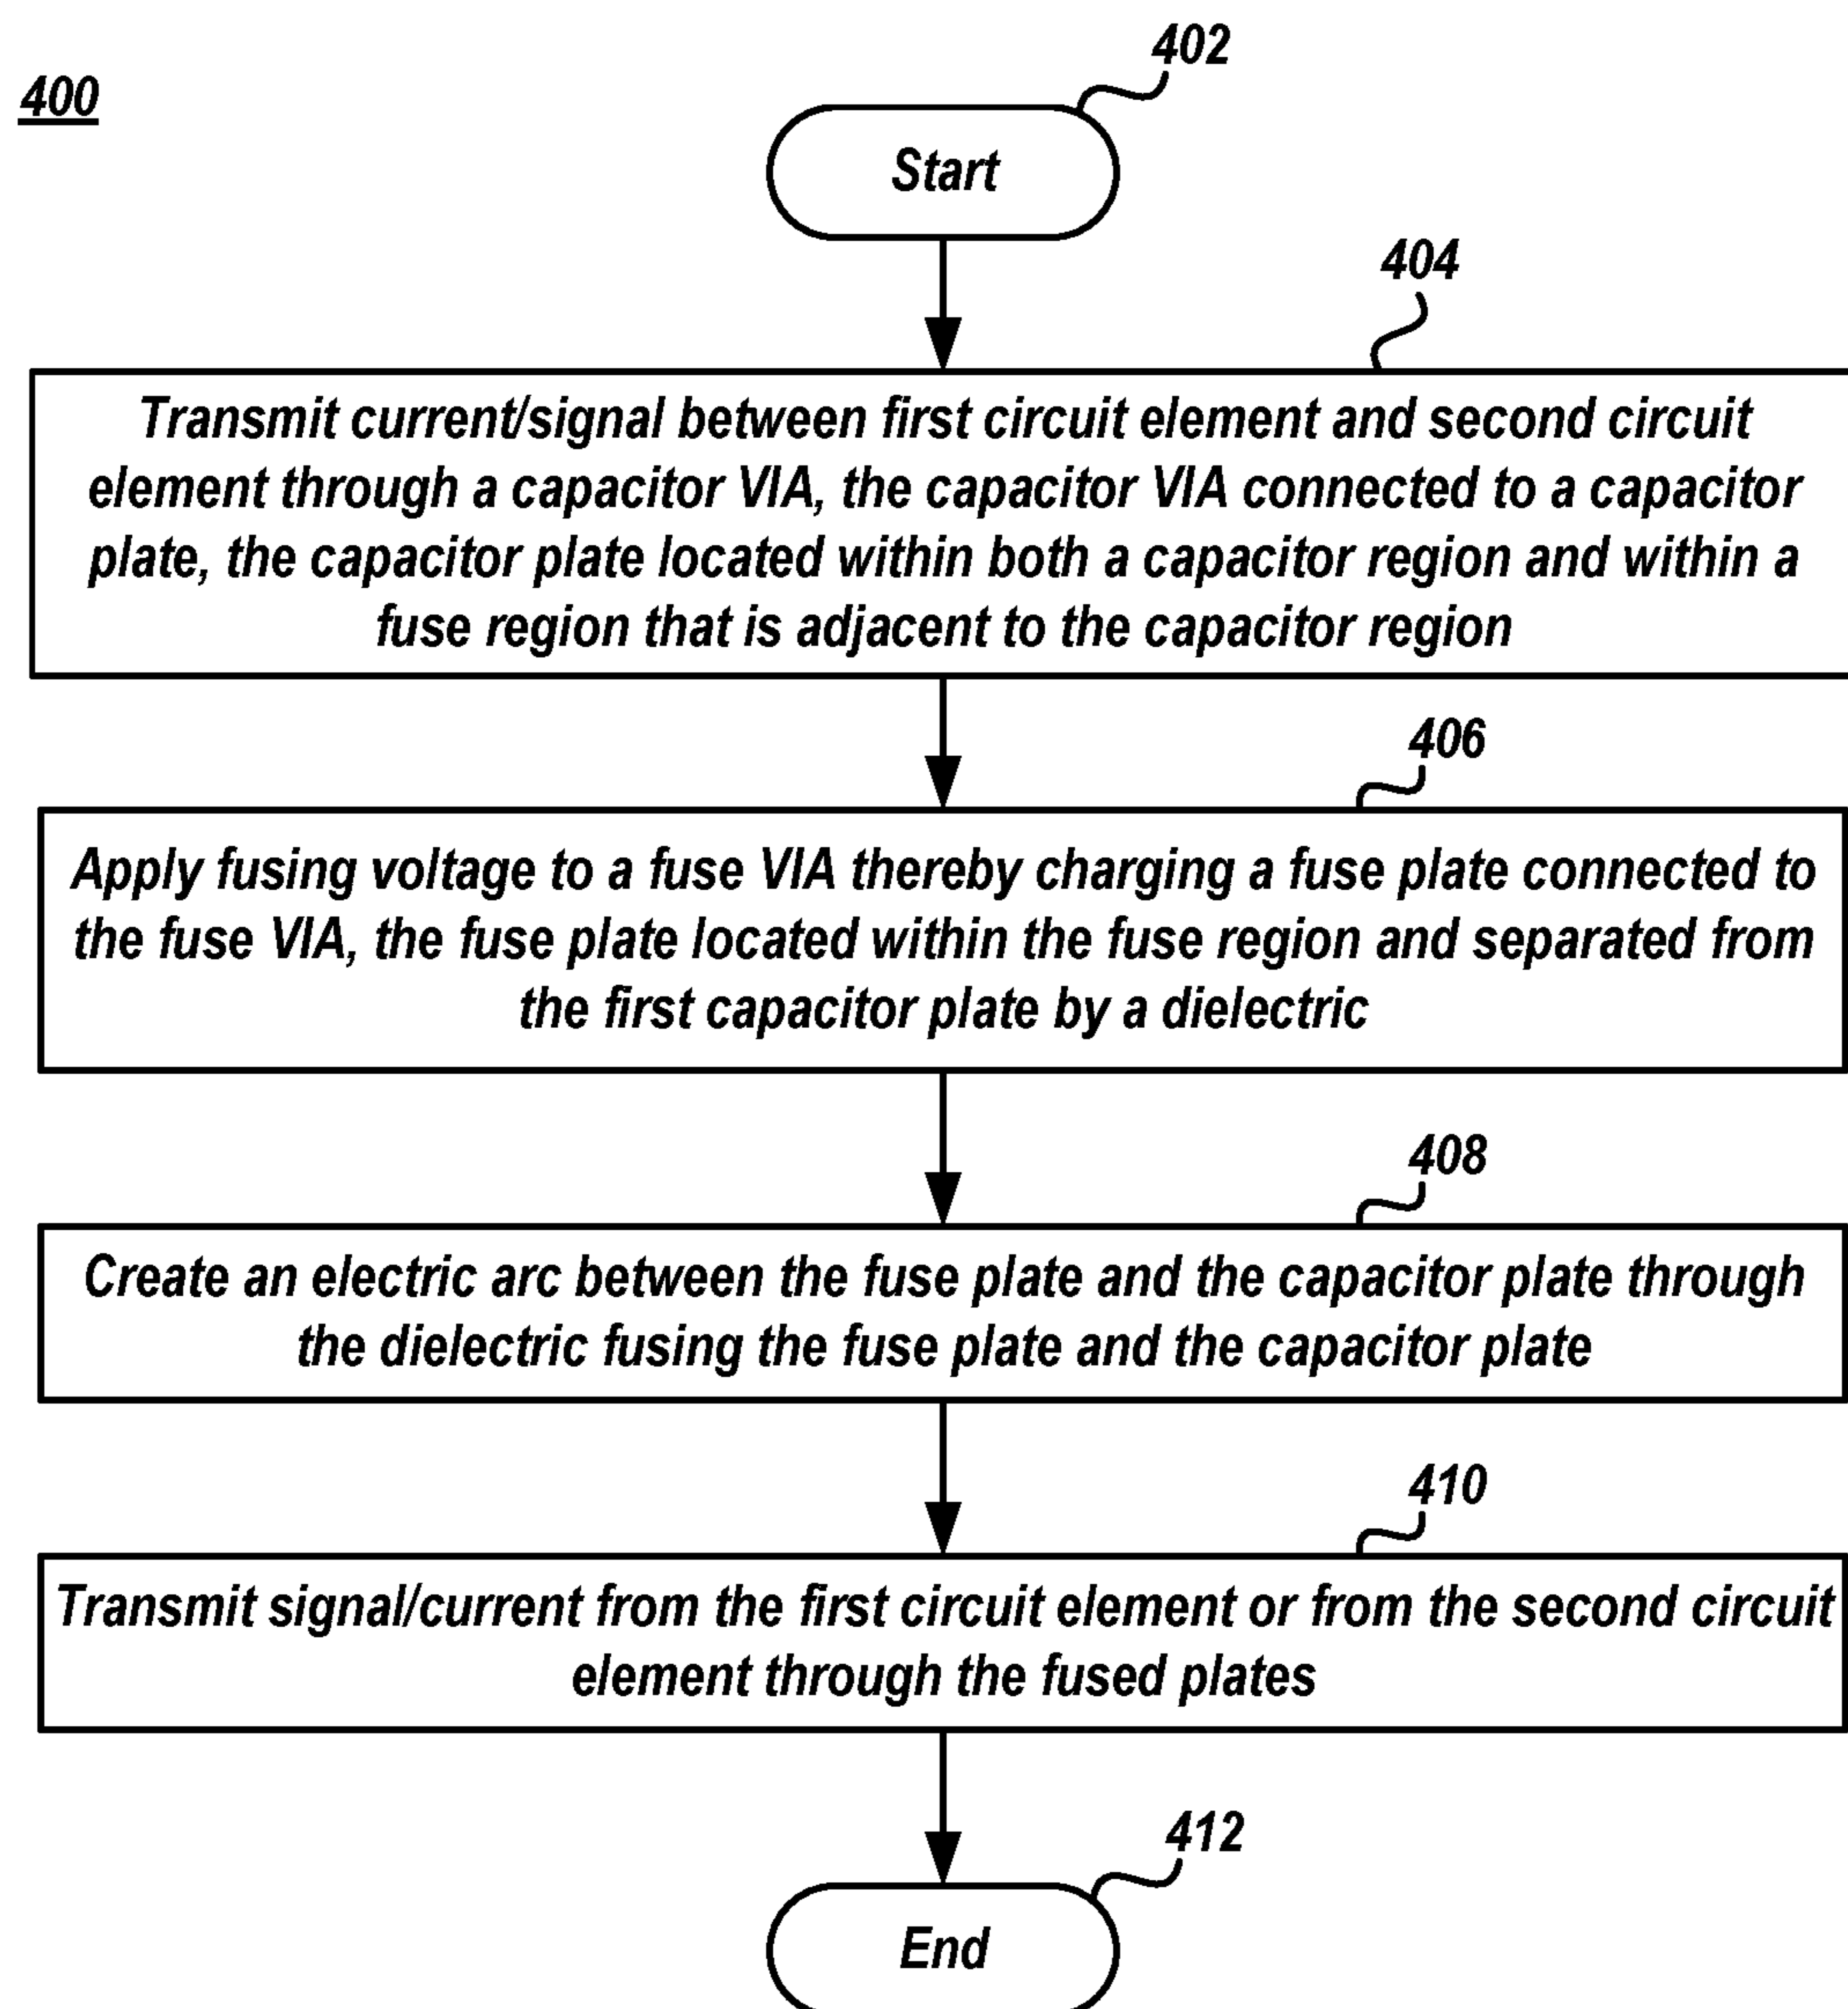 402
400
Start
404
Transmit current/signal between first circuit element and second circuit
element through a capacitor VIA, the capacitor VIA connected to a capacitor
plate, the capacitor plate located within both a capacitor region and within a
fuse region that is adjacent to the capacitor region
406
Apply fusing voltage to a fuse VIA thereby charging a fuse plate connected to
the fuse VIA, the fuse plate located within the fuse region and separated from
the first capacitor plate by a dielectric
408
Create an electric arc between the fuse plate and the capacitor plate through
the dielectric fusing the fuse plate and the capacitor plate
410
Transmit signal/current from the first circuit element or from the second circuit
element through the fused plates
412
End